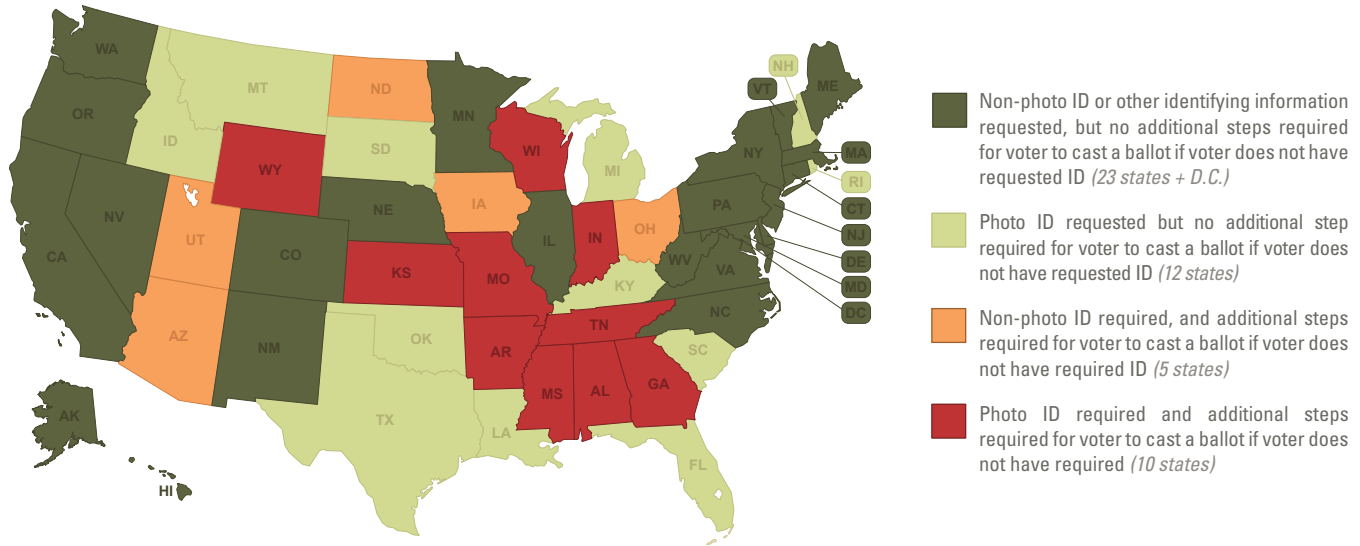 WA
OR
CA
NV
ID
MT
WY
UT
AZ
CO
NM
ND
SD
NE
KS
OK
TX
MN
IA
MO
AR
LA
WI
IL
MI
IN
OH
KY
TN
MS
AL
GA
FL
SC
NC
VA
WV
PA
NY
ME
VT
NH
MA
RI
CT
NJ
DE
MD
DC
AK
HI
Non-photo ID or other identifying information
requested, but no additional steps required
for voter to cast a ballot if voter does not have
requested ID (23 states + D.C.)
Photo ID requested but no additional step
required for voter to cast a ballot if voter does
not have requested ID (12 states)
Non-photo ID required, and additional steps
required for voter to cast a ballot if voter does
not have required ID (5 states)
Photo ID required and additional steps
required for voter to cast a ballot if voter does
not have required (10 states)